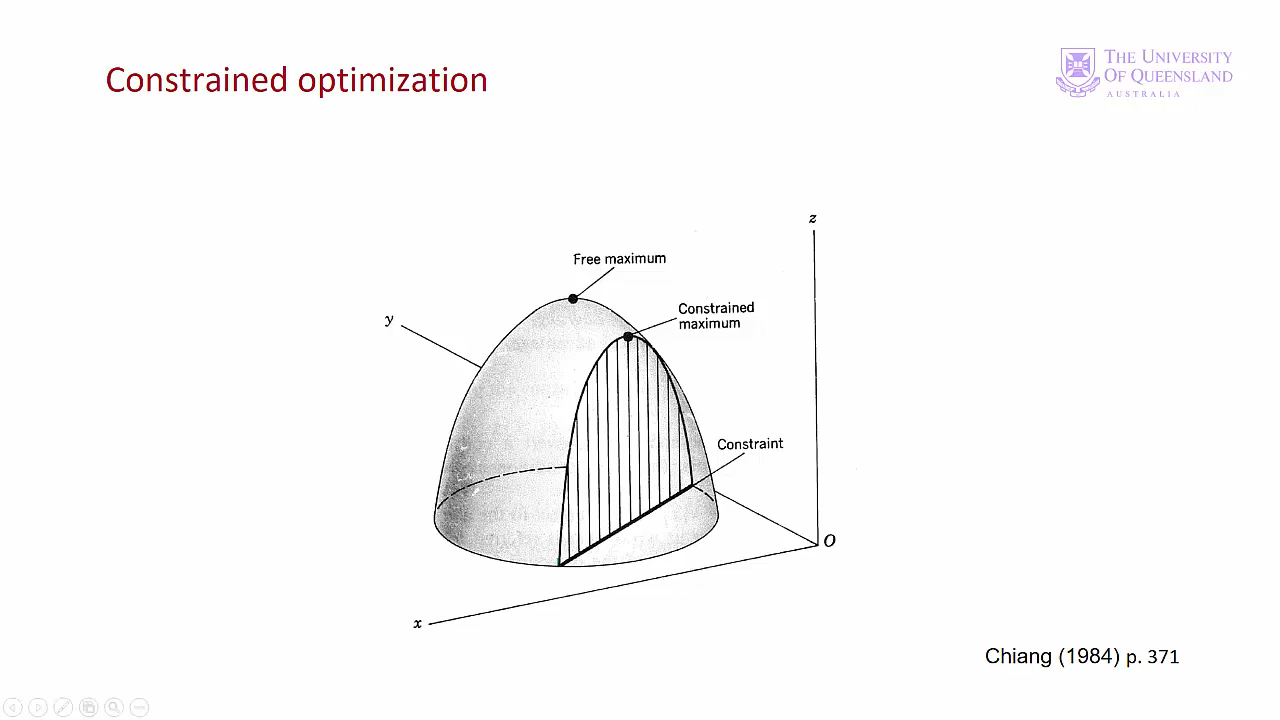 Constrained optimization
THE UNIVERSITY
OF QUEENSLAND
AUSTRALIA
z
Free maximum
Constrained
maximum
y
Constraint
O
x
Chiang (1984) p. 371